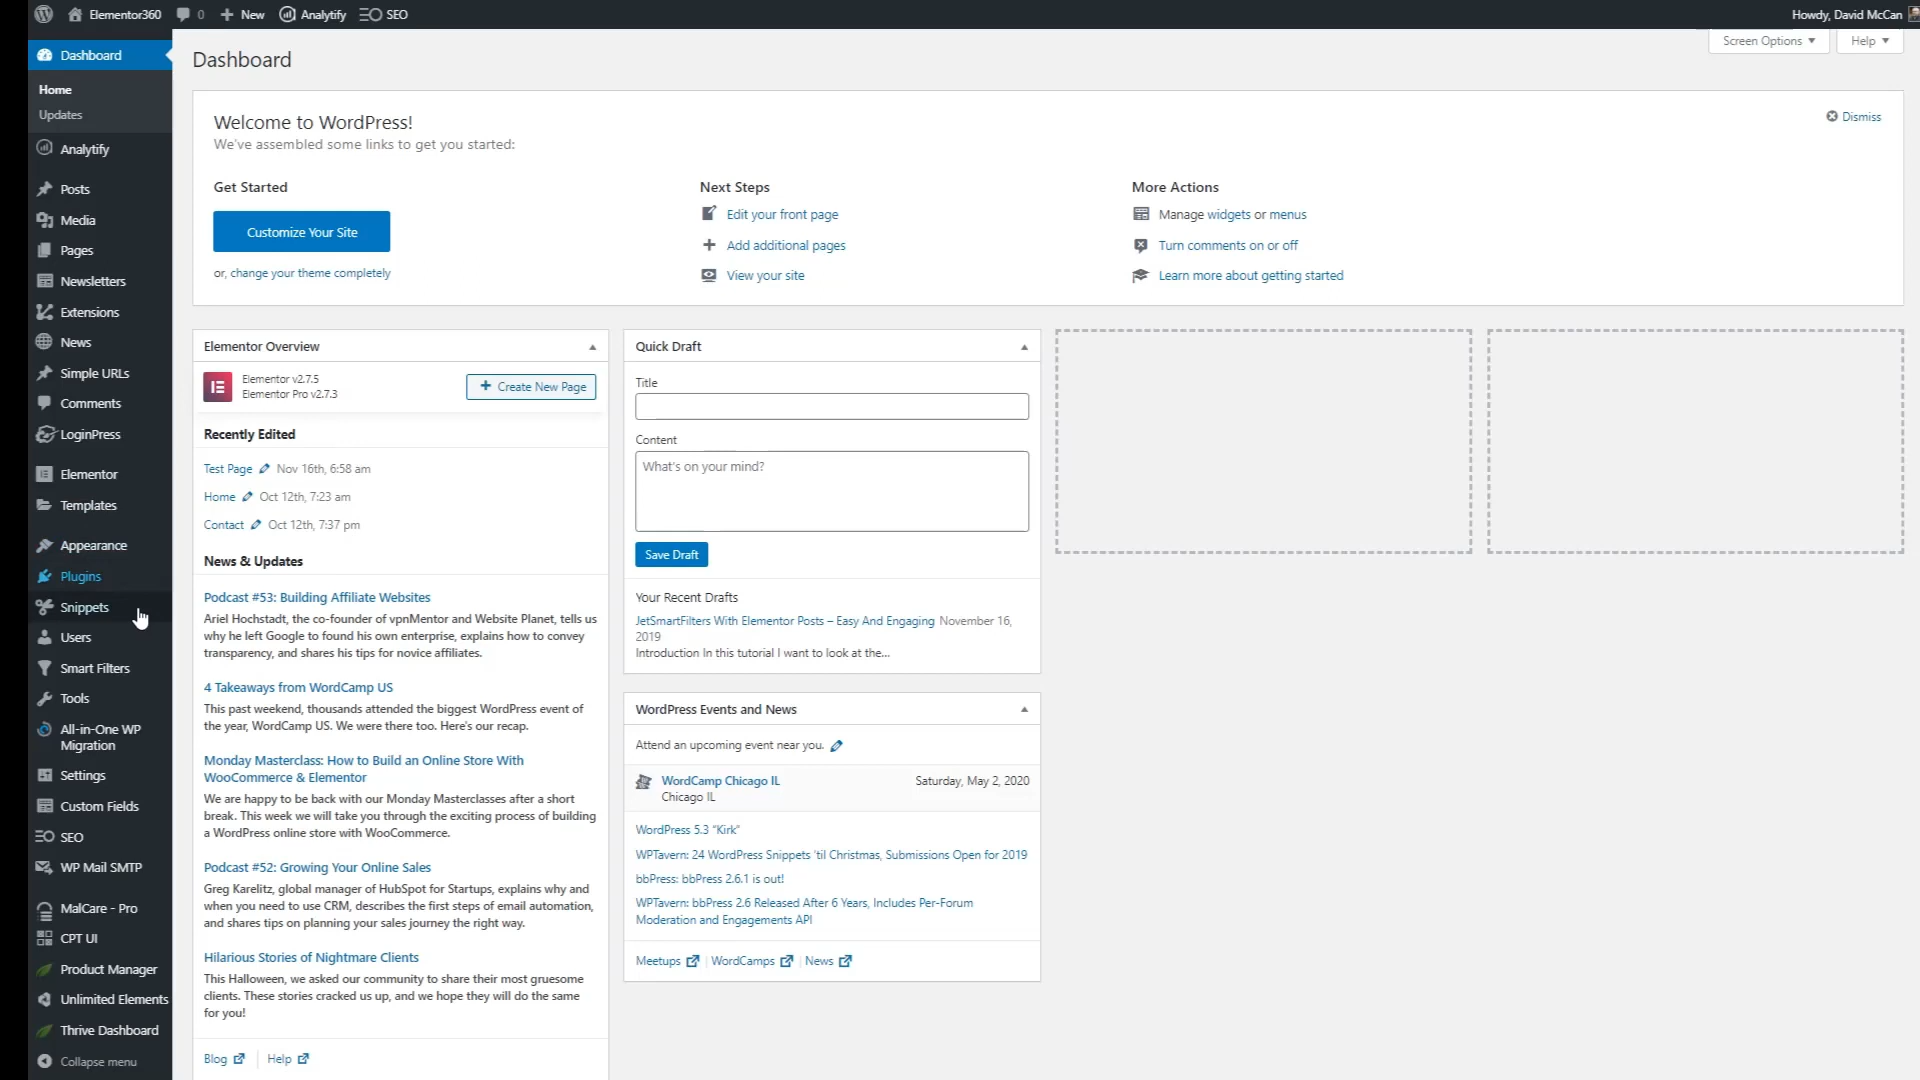 Elementor360
0
New
Analytify
SEO
Howdy, David McCan
Screen Options
Help
Dashboard
Home
Updates
Analytify
Posts
Media
Pages
Newsletters
Extensions
News
Simple URLs
Comments
LoginPress
Elementor
Templates
Appearance
Plugins
Snippets
Users
Smart Filters
Tools
All-in-One WP
Migration
Settings
Custom Fields
SEO
WP Mail SMTP
MalCare - Pro
CPT UI
Product Manager
Unlimited Elements
Thrive Dashboard
Collapse menu
Dashboard
Welcome to WordPress!
We've assembled some links to get you started:
Dismiss
Get Started
Customize Your Site
or, change your theme completely
Next Steps
Edit your front page
Add additional pages
View your site
More Actions
Manage widgets or menus
Turn comments on or off
Learn more about getting started
Elementor Overview
Elementor v2.7.5
Elementor Pro v2.7.3
Create New Page
Recently Edited
Test Page Nov 16th, 6:58 am
Home Oct 12th, 7:23 am
Contact Oct 12th, 7:37 pm
News & Updates
Podcast #53: Building Affiliate Websites
Ariel Hochstadt, the co-founder of vpnMentor and Website Planet, tells us
why he left Google to found his own enterprise, explains how to convey
transparency, and shares his tips for novice affiliates.
4 Takeaways from WordCamp US
This past weekend, thousands attended the biggest WordPress event of
the year, WordCamp US. We were there too. Here's our recap.
Monday Masterclass: How to Build an Online Store With
WooCommerce & Elementor
We are happy to be back with our Monday Masterclasses after a short
break. This week we will take you through the exciting process of building
a WordPress online store with WooCommerce.
Podcast #52: Growing Your Online Sales
Greg Karelitz, global manager of HubSpot for Startups, explains why and
when you need to use CRM, describes the first steps of email automation,
and shares tips on planning your sales journey the right way.
Hilarious Stories of Nightmare Clients
This Halloween, we asked our community to share their most gruesome
clients. These stories cracked us up, and we hope they will do the same
for you!
Blog
Help
Quick Draft
Title
Content
What's on your mind?
Save Draft
Your Recent Drafts
JetSmartFilters With Elementor Posts – Easy And Engaging November 16,
2019
Introduction In this tutorial I want to look at the...
WordPress Events and News
Attend an upcoming event near you.
WordCamp Chicago IL Saturday, May 2, 2020
Chicago IL
WordPress 5.3 “Kirk”
WPTavern: 24 WordPress Snippets 'til Christmas, Submissions Open for 2019
bbPress: bbPress 2.6.1 is out!
WPTavern: bbPress 2.6 Released After 6 Years, Includes Per-Forum
Moderation and Engagements API
Meetups | WordCamps | News